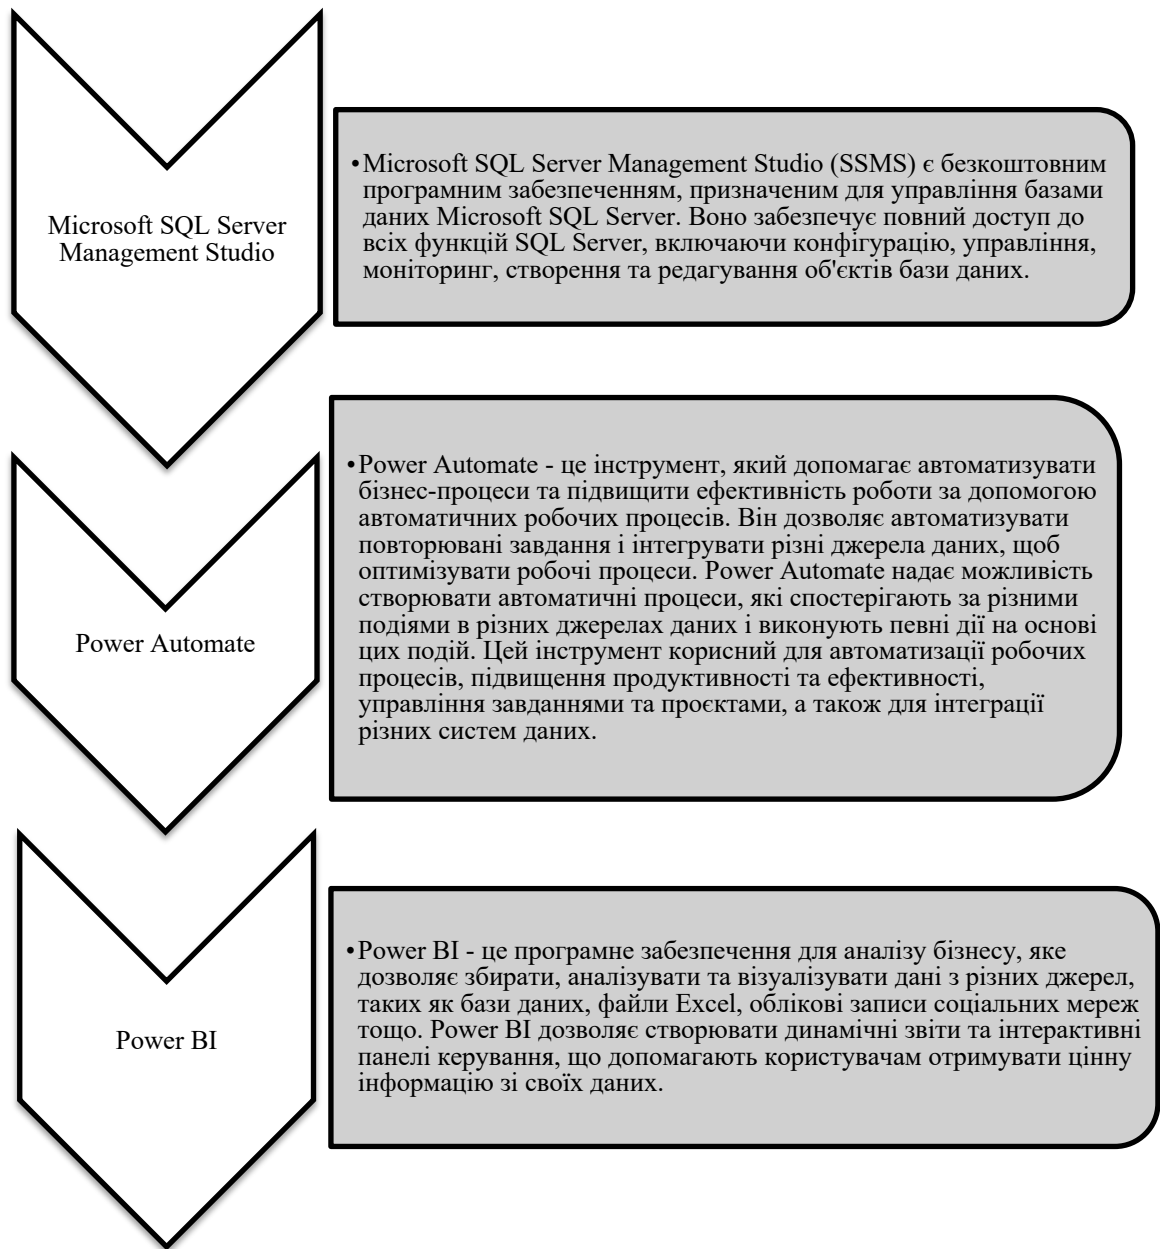 Microsoft SQL Server
Management Studio
•Microsoft SQL Server Management Studio (SSMS) є безкоштовним
програмним забезпеченням, призначеним для управління базами
даних Microsoft SQL Server. Воно забезпечує повний доступ до
всіх функцій SQL Server, включаючи конфігурацію, управління,
моніторинг, створення та редагування об'єктів бази даних.
Power Automate
•Power Automate - це інструмент, який допомагає автоматизувати
бізнес-процеси та підвищити ефективність роботи за допомогою
автоматичних робочих процесів. Він дозволяє автоматизувати
повторювані завдання і інтегрувати різні джерела даних, щоб
оптимізувати робочі процеси. Power Automate надає можливість
створювати автоматичні процеси, які спостерігають за різними
подіями в різних джерелах даних і виконують певні дії на основі
цих подій. Цей інструмент корисний для автоматизації робочих
процесів, підвищення продуктивності та ефективності,
управління завданнями та проєктами, а також для інтеграції
різних систем даних.
Power BI
•Power BI - це програмне забезпечення для аналізу бізнесу, яке
дозволяє збирати, аналізувати та візуалізувати дані з різних джерел,
таких як бази даних, файли Excel, облікові записи соціальних мереж
тощо. Power BI дозволяє створювати динамічні звіти та інтерактивні
панелі керування, що допомагають користувачам отримувати цінну
інформацію зі своїх даних.